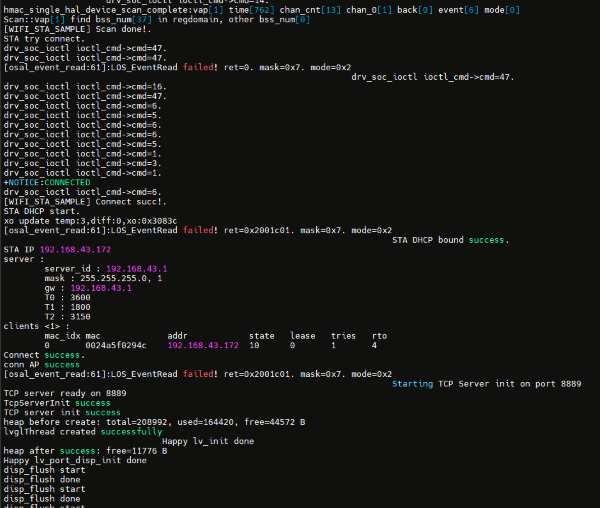 drv_soc_ioctl ioctl_cmd->cmd=14.
hmac_single_hal_device_scan_complete:vap[1] time[762] chan_cnt[13] chan_0[1] back[0] event[6] mode[0]
Scan::vap[1] find bss_num[37] in regdomain, other bss_num[0]
[WIFI_STA_SAMPLE] Scan done!.
STA try connect.
drv_soc_ioctl ioctl_cmd->cmd=47.
drv_soc_ioctl ioctl_cmd->cmd=47.
[osal_event_read:61]:LOS_EventRead failed! ret=0. mask=0x7. mode=0x2
drv_soc_ioctl ioctl_cmd->cmd=47.
drv_soc_ioctl ioctl_cmd->cmd=16.
drv_soc_ioctl ioctl_cmd->cmd=47.
drv_soc_ioctl ioctl_cmd->cmd=6.
drv_soc_ioctl ioctl_cmd->cmd=5.
drv_soc_ioctl ioctl_cmd->cmd=6.
drv_soc_ioctl ioctl_cmd->cmd=6.
drv_soc_ioctl ioctl_cmd->cmd=5.
drv_soc_ioctl ioctl_cmd->cmd=1.
drv_soc_ioctl ioctl_cmd->cmd=3.
drv_soc_ioctl ioctl_cmd->cmd=1.
+NOTICE:CONNECTED
drv_soc_ioctl ioctl_cmd->cmd=6.
[WIFI_STA_SAMPLE] Connect succ!.
STA DHCP start.
xo update temp:3,diff:0,xo:0x3083c
[osal_event_read:61]:LOS_EventRead failed! ret=0x2001c01. mask=0x7. mode=0x2
STA DHCP bound success.
STA IP 192.168.43.172
server :
server_id : 192.168.43.1
mask : 255.255.255.0, 1
gw : 192.168.43.1
T0 : 3600
T1 : 1800
T2 : 3150
clients <1> :
mac_idx mac addr state lease tries rto
0 0024a5f0294c 192.168.43.172 10 0 1 4
Connect success.
conn AP success
[osal_event_read:61]:LOS_EventRead failed! ret=0x2001c01. mask=0x7. mode=0x2
Starting TCP Server init on port 8889
TCP server ready on 8889
TcpServerInit success
TCP server init success
heap before create: total=208992, used=164420, free=44572 B
lvglThread created successfully
Happy lv_init done
heap after success: free=11776 B
Happy lv_port_disp_init done
disp_flush start
disp_flush done
disp_flush start
disp_flush done
disp_flush start